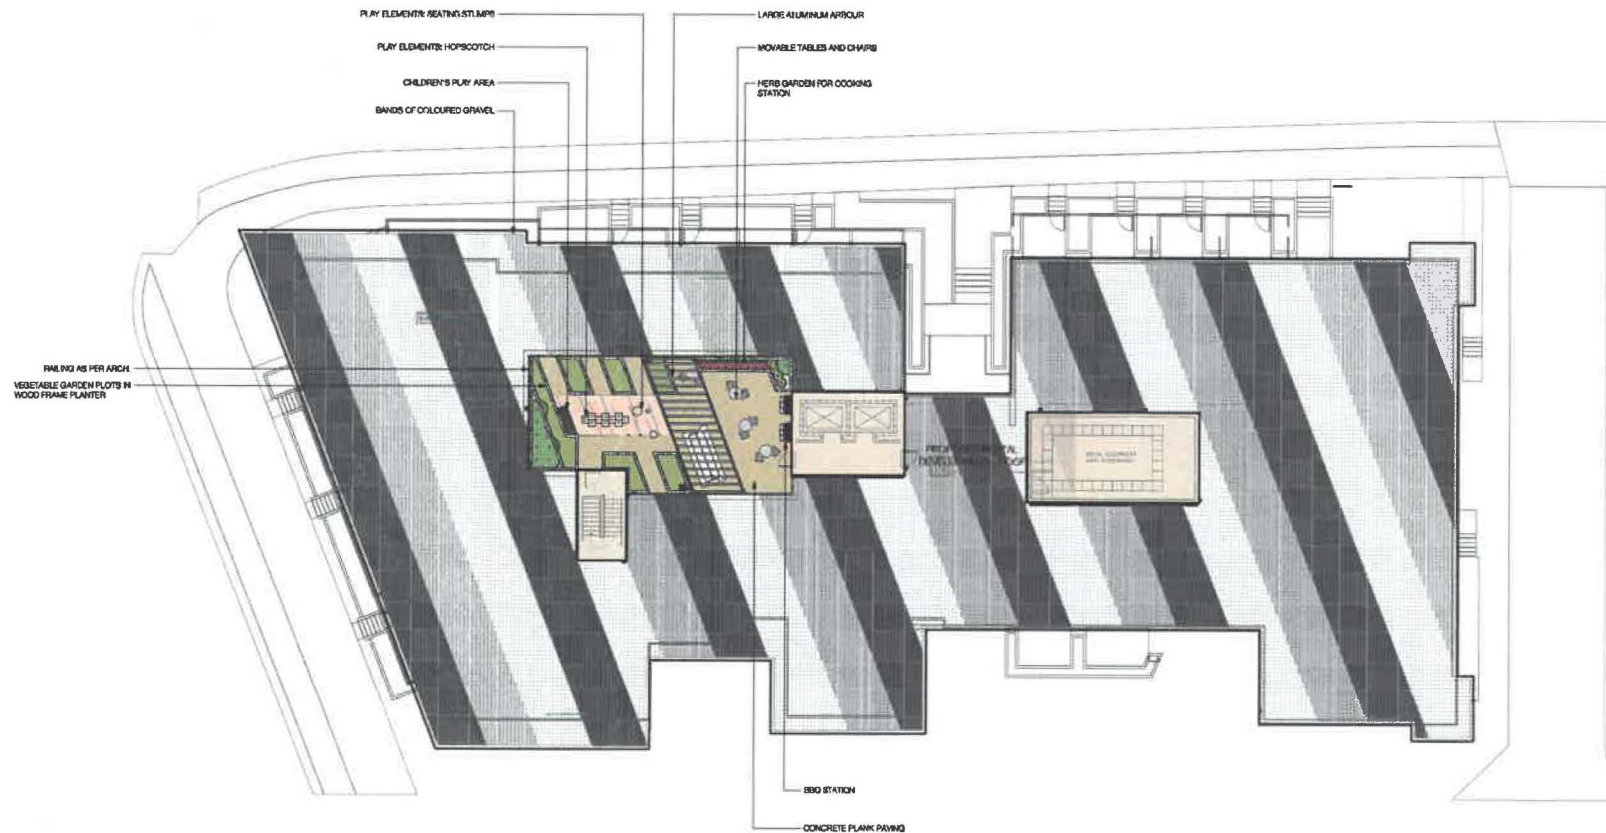 PLAY ELEMENTS: SEATING STUMPS
PLAY ELEMENTS: HOPSCOTCH
CHILDREN'S PLAY AREA
BANDS OF COLOURED GRAVEL
LARGE ALUMINUM ARBOUR
MOVABLE TABLES AND CHAIRS
HERB GARDEN FOR COOKING
STATION
RAILING AS PER ARCH.
VEGETABLE GARDEN PLOTS IN
WOOD FRAME PLANTER
BBQ STATION
CONCRETE PLANK PAVING